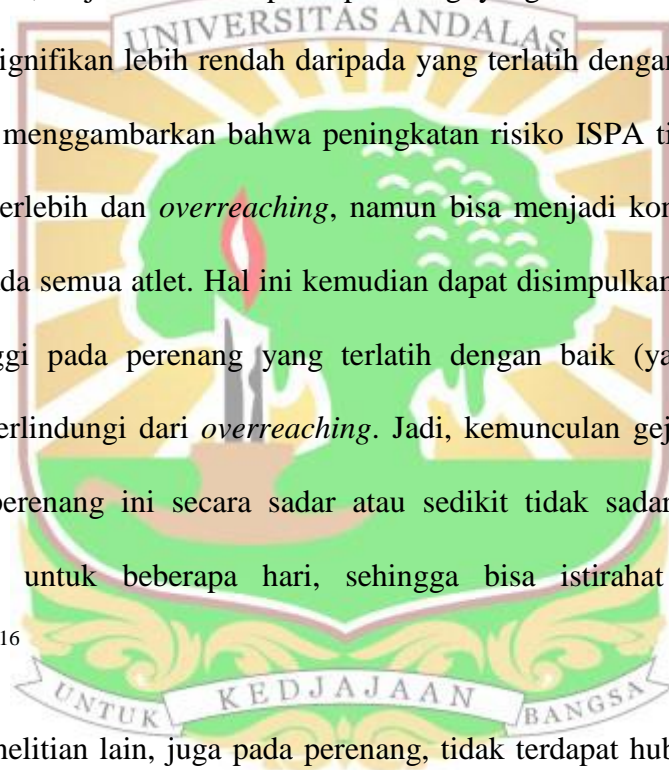 UNIVERSITAS ANDALAS
ignifikan lebih rendah daripada yang terlatih dengan
menggambarkan bahwa peningkatan risiko ISPA ti
erlebih dan overreaching, namun bisa menjadi kon
da semua atlet. Hal ini kemudian dapat disimpulkan
ggi pada perenang yang terlatih dengan baik (ya
erlindungi dari overreaching. Jadi, kemunculan gej
perenang ini secara sadar atau sedikit tidak sadar
untuk beberapa hari, sehingga bisa istirahat
16
UNTUK KEDJAJAAN BANGSA
nelitian lain, juga pada perenang, tidak terdapat hub